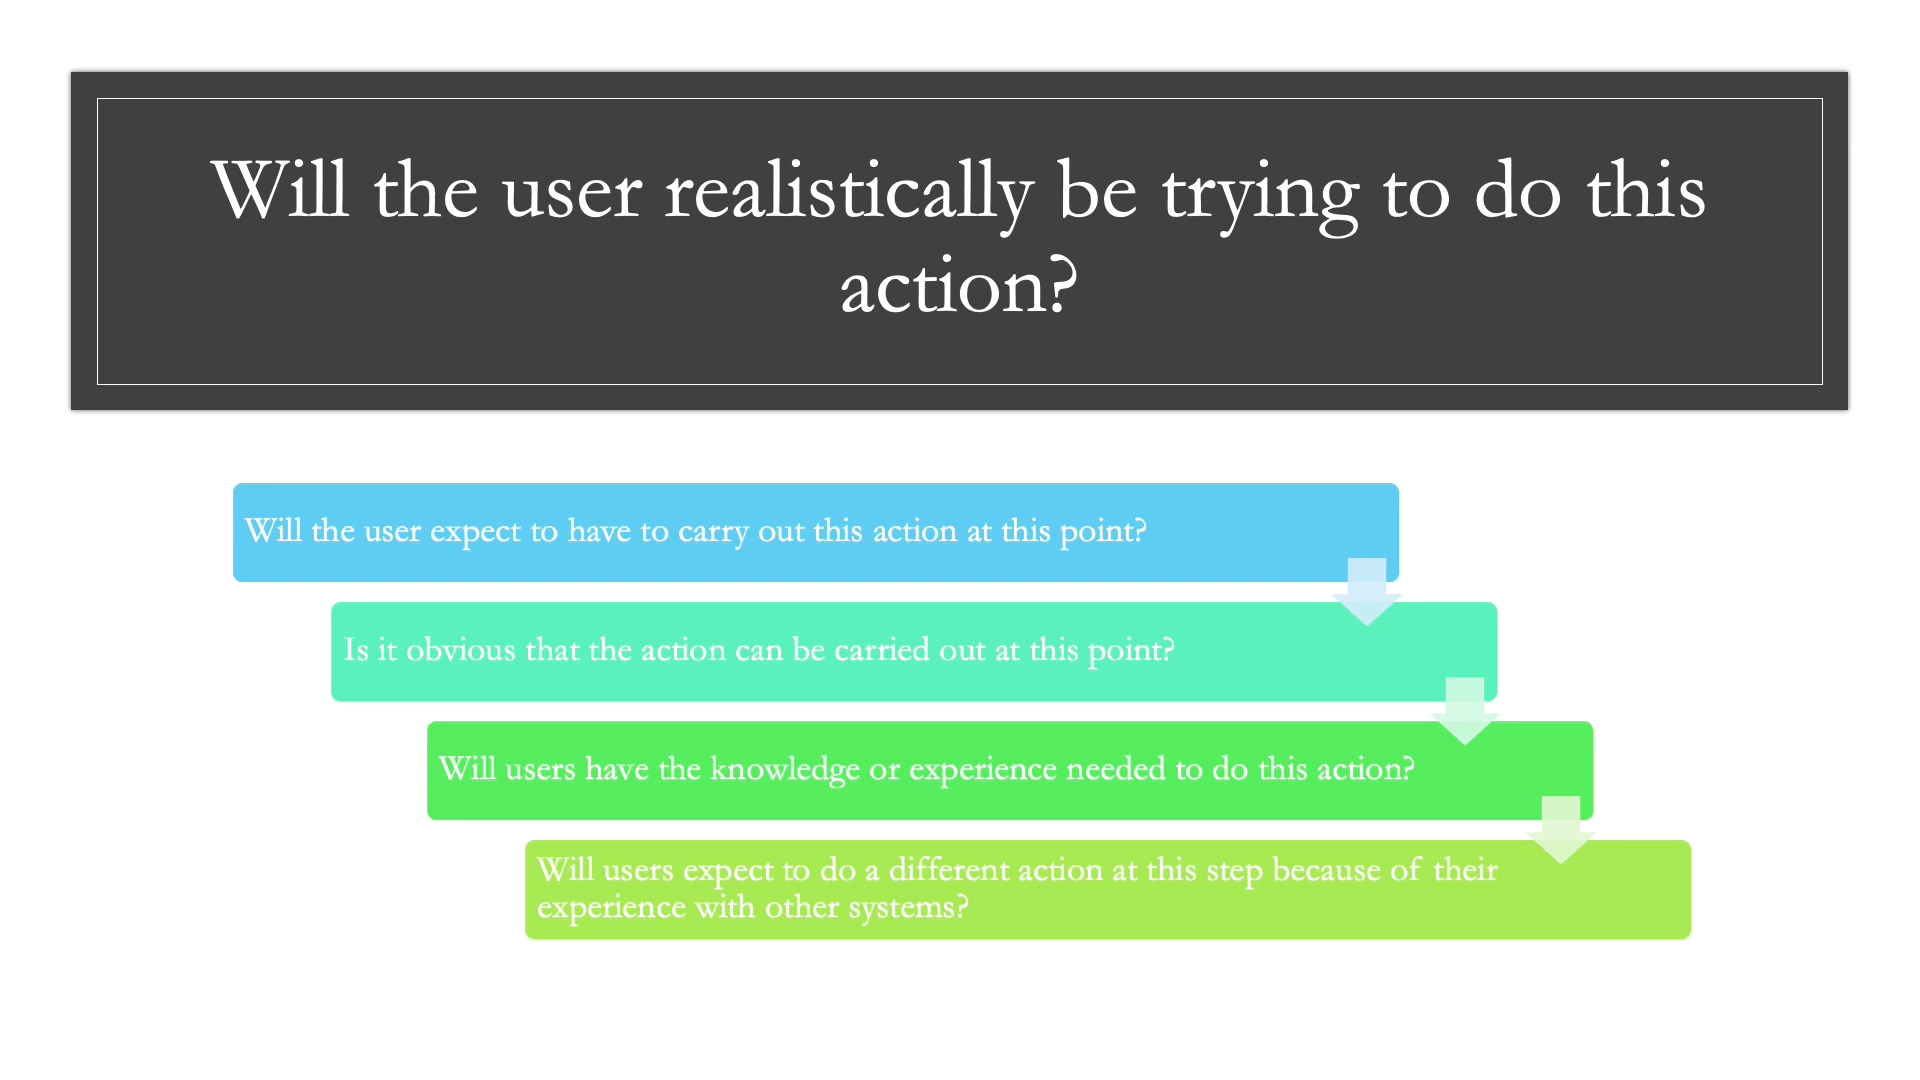 Will the user realistically be trying to do this
action?
Will the user expect to have to carry out this action at this point?
Is it obvious that the action can be carried out at this point?
Will users have the knowledge or experience needed to do this action?
Will users expect to do a different action at this step because of their
experience with other systems?